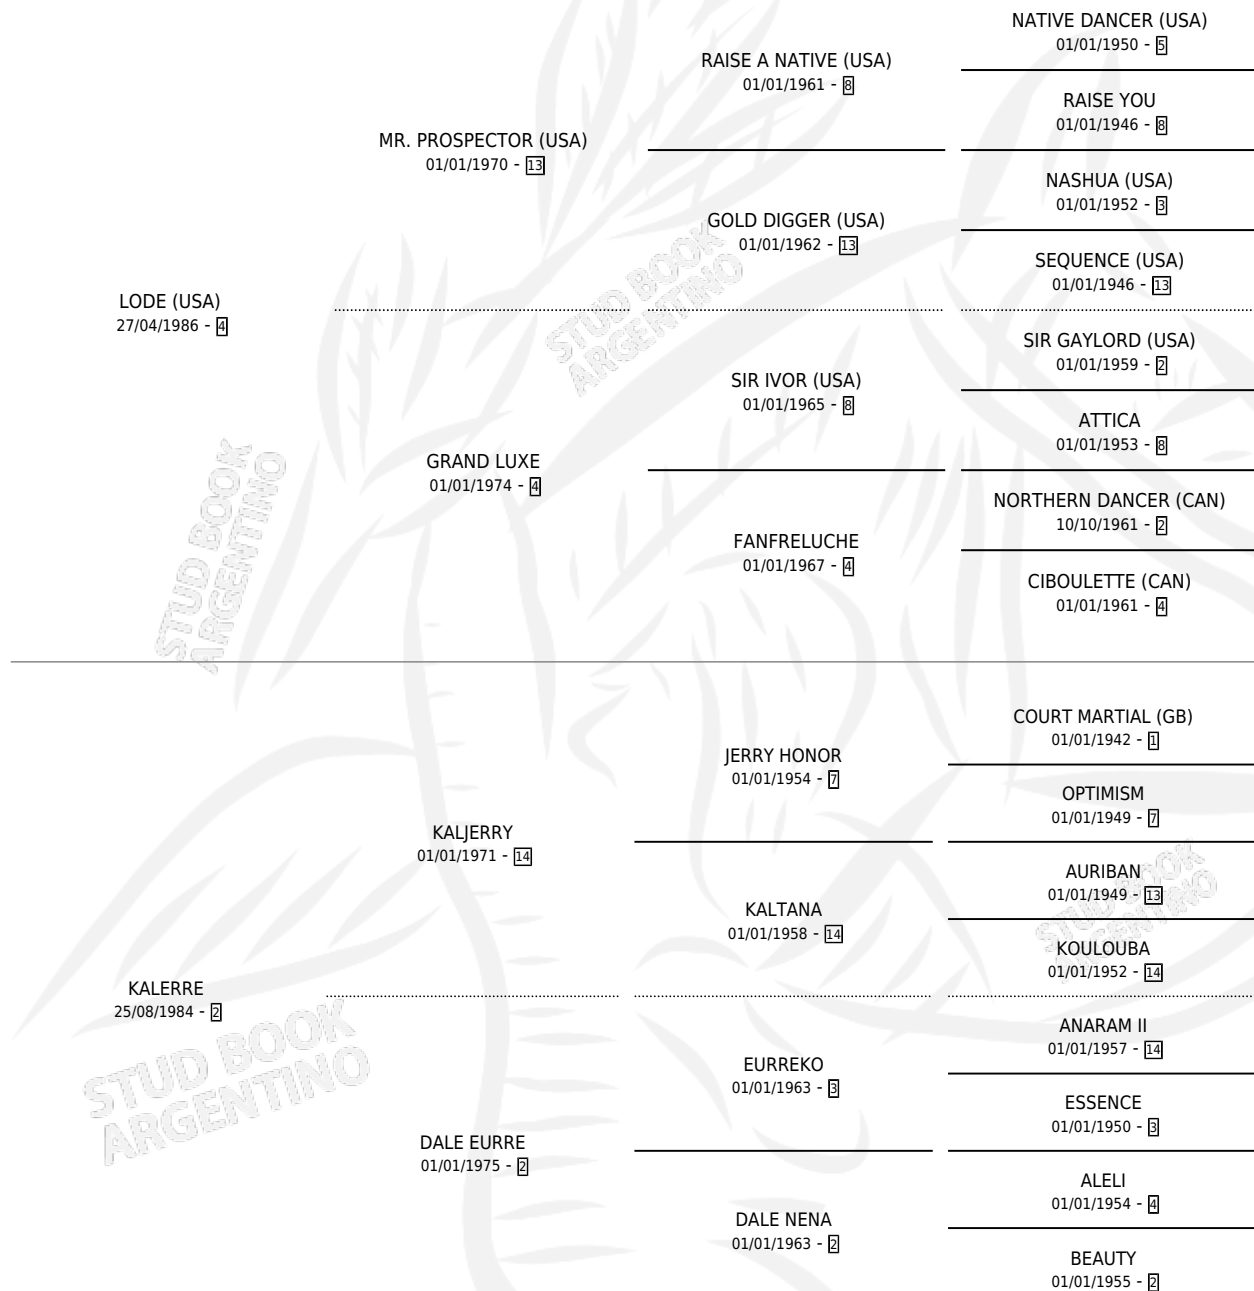 NATIVE DANCER (USA)
01/01/1950 - 5
RAISE A NATIVE (USA)
01/01/1961 - 8
RAISE YOU
01/01/1946 - 8
MR. PROSPECTOR (USA)
01/01/1970 - 13
NASHUA (USA)
01/01/1952 - 3
GOLD DIGGER (USA)
01/01/1962 - 13
SEQUENCE (USA)
01/01/1946 - 13
STUD BOOK
ARGENTINO
LODE (USA)
27/04/1986 - 4
SIR GAYLORD (USA)
01/01/1959 - 2
SIR IVOR (USA)
01/01/1965 - 8
ATTICA
01/01/1953 - 8
GRAND LUXE
01/01/1974 - 4
NORTHERN DANCER (CAN)
10/10/1961 - 2
FANFRELUCHE
01/01/1967 - 4
CIBOULETTE (CAN)
01/01/1961 - 4
STUD BOOK
ARGENTINO
COURT MARTIAL (GB)
01/01/1942 - 1
JERRY HONOR
01/01/1954 - 7
OPTIMISM
01/01/1949 - 7
KALJERRY
01/01/1971 - 14
AURIBAN
01/01/1949 - 13
KALTANA
01/01/1958 - 14
KOULOUBA
01/01/1952 - 14
STUD BOOK
ARGENTINO
KALERRE
25/08/1984 - 2
ANARAM II
01/01/1957 - 14
EURREKO
01/01/1963 - 3
ESSENCE
01/01/1950 - 3
STUD BOOK
ARGENTINO
DALE EURRE
01/01/1975 - 2
ALELI
01/01/1954 - 4
DALE NENA
01/01/1963 - 2
BEAUTY
01/01/1955 - 2